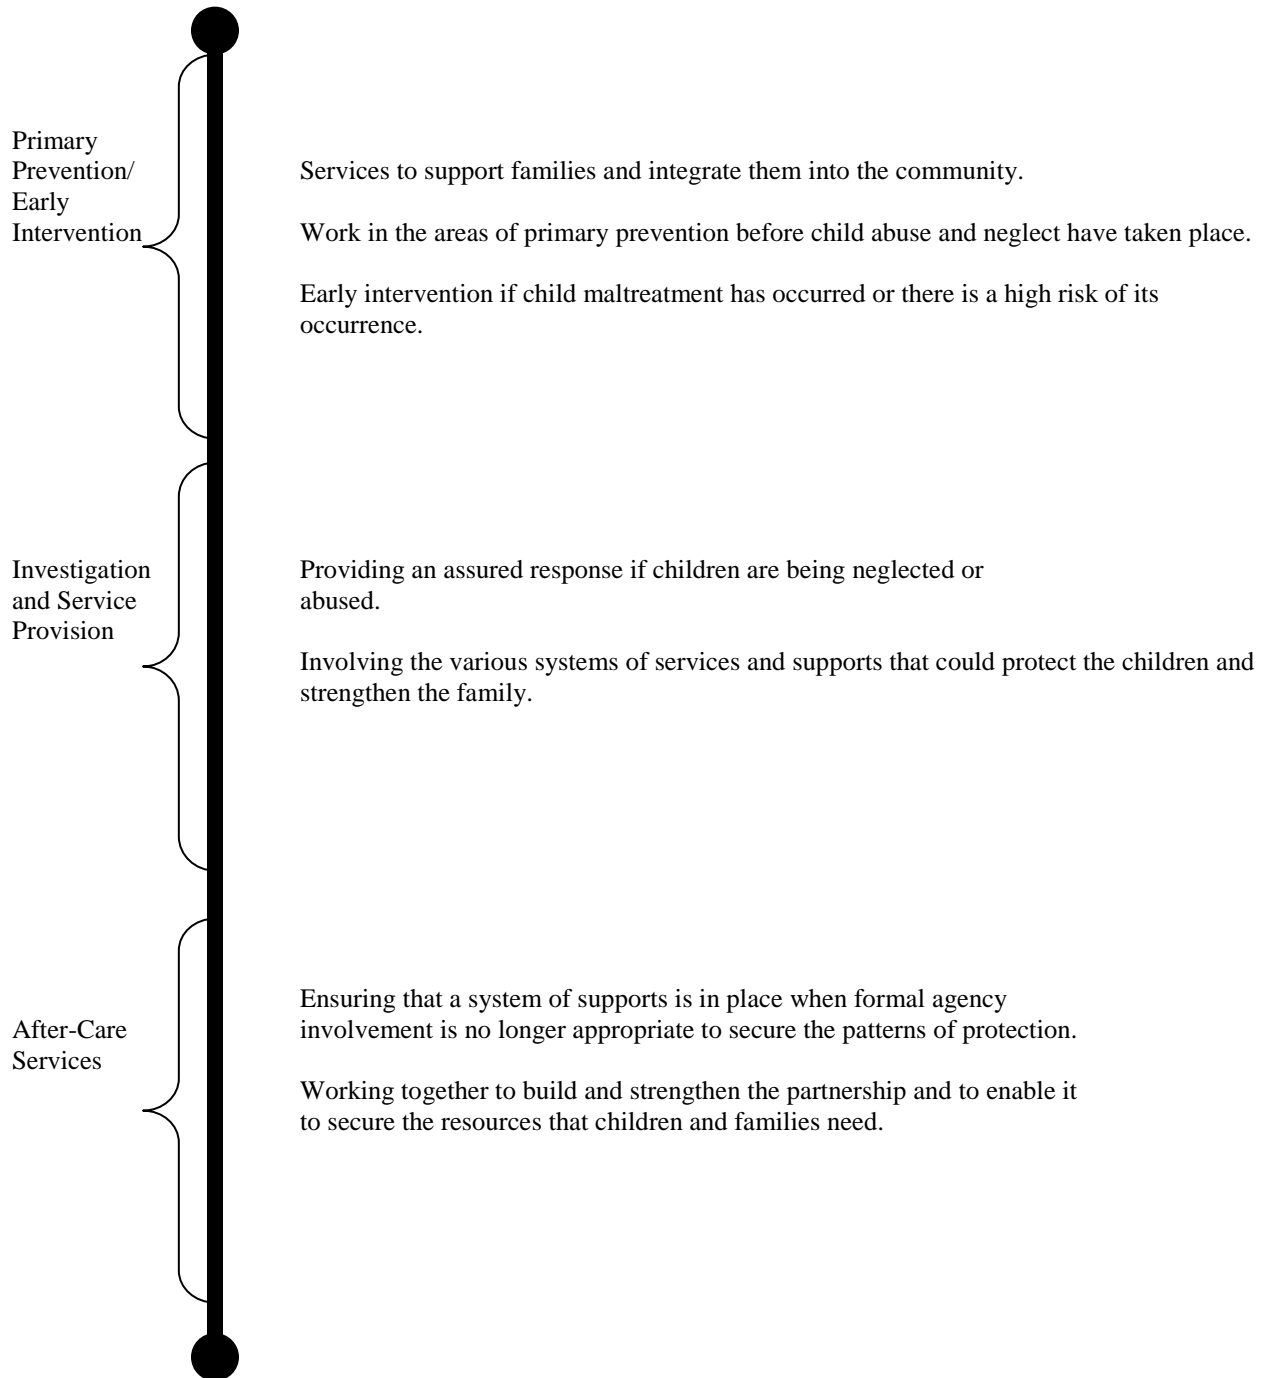 Primary
Prevention/
Early
Intervention
Services to support families and integrate them into the community.
Work in the areas of primary prevention before child abuse and neglect have taken place.
Early intervention if child maltreatment has occurred or there is a high risk of its
occurrence.
Investigation
and Service
Provision
Providing an assured response if children are being neglected or
abused.
Involving the various systems of services and supports that could protect the children and
strengthen the family.
After-Care
Services
Ensuring that a system of supports is in place when formal agency
involvement is no longer appropriate to secure the patterns of protection.
Working together to build and strengthen the partnership and to enable it
to secure the resources that children and families need.